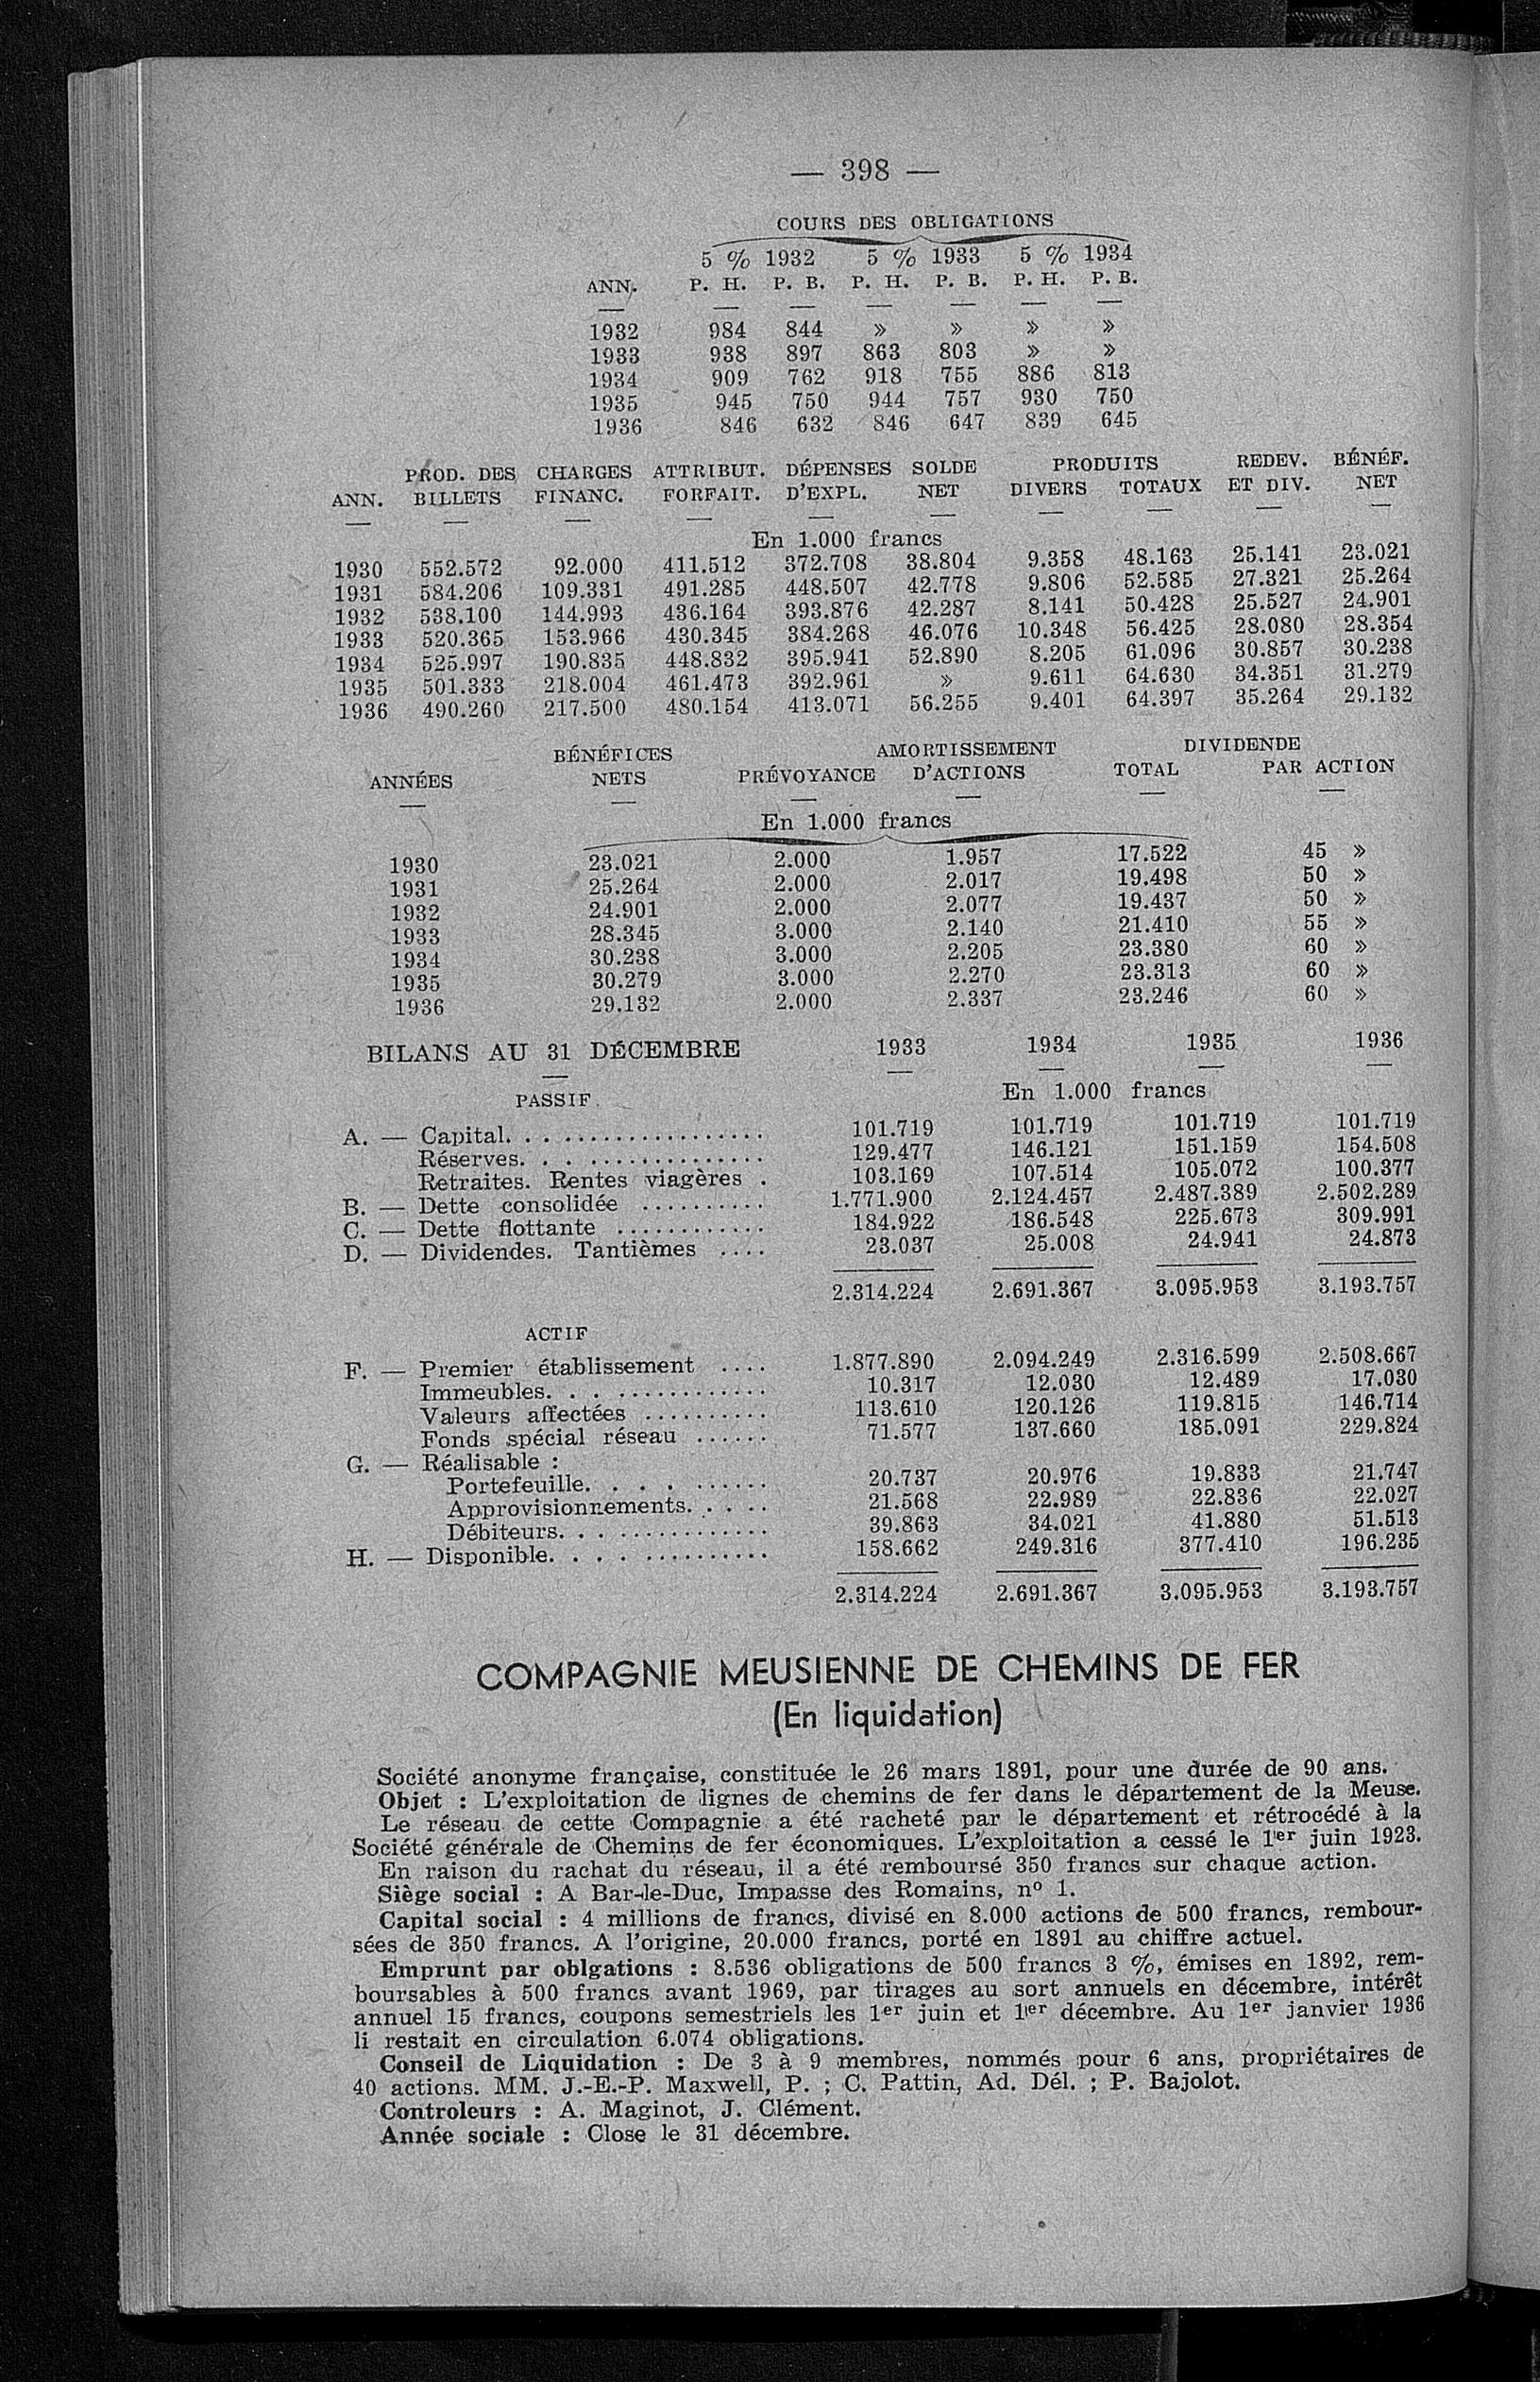 — 398 —
COURS DES OBLIGATIONS
5 % 1932 5 % 1933 5 % 1934
ANN. P. H. P. B. P. H. P. B. P. H. P. B.
1932 984 844 » » » »
1933 938 897 863 803 » »
1934 909 762 918 755 886 813
1935 945 750 944 757 930 750
1936 846 632 846 647 839 645
PROD. DES CHARGES ATTRIBUT. DÉPENSES SOLDE PRODUITS REDEV. BÉNÉF.
ANN. BILLETS FINANC. FORFAIT. D'EXPL. NET DIVERS TOTAUX ET DIV. NET
En 1.000 francs
1930 552.572 92.000 411.512 372.708 38.804 9.358 48.163 25.141 23.021
1931 584.206 109.331 491.285 448.507 42.778 9.806 52.585 27.321 25.264
1932 538.100 144.993 436.164 393.876 42.287 8.141 50.428 25.527 24.901
1933 520.365 153.966 430.345 384.268 46.076 10.348 56.425 28.080 28.354
1934 525.997 190.835 448.832 395.941 52.890 8.205 61.096 30.857 30.238
1935 501.333 218.004 461.473 392.961 » 9.611 64.630 34.351 31.279
1936 490.260 217.500 480.154 413.071 56.255 9.401 64.397 35.264 29.132
BÉNÉFICES AMORTISSEMENT DIVIDENDE
ANNÉES NETS PRÉVOYANCE D'ACTIONS TOTAL PAR ACTION
En 1.000 francs
1930 23.021 2.000 1.957 17.522 45 »
1931 25.264 2.000 2.017 19.498 50 »
1932 24.901 2.000 2.077 19.437 50 »
1933 28.345 3.000 2.140 21.410 55 »
1934 30.238 3.000 2.205 23.380 60 »
1935 30.279 3.000 2.270 23.313 60 »
1936 29.132 2.000 2.337 23.246 60 »
BILANS AU 31 DÉCEMBRE 1933 1934 1935 1936
PASSIF En 1.000 francs
A. — Capital. . . . . . . . . . . . . . . . . . . 101.719 101.719 101.719 101.719
Réserves. . . . . . . . . . . . . . . . . . 129.477 146.121 151.159 154.508
Retraites. Rentes viagères . 103.169 107.514 105.072 100.377
B. — Dette consolidée . . . . . . . . . . 1.771.900 2.124.457 2.487.389 2.502.289
C. — Dette flottante . . . . . . . . . . . . 184.922 186.548 225.673 309.991
D. — Dividendes. Tantièmes . . . . 23.037 25.008 24.941 24.873
2.314.224 2.691.367 3.095.953 3.193.757
ACTIF
F. — Premier établissement . . . . 1.877.890 2.094.249 2.316.599 2.508.667
Immeubles. . . . . . . . . . . . . . . 10.317 12.030 12.489 17.030
Valeurs affectées . . . . . . . . . . 113.610 120.126 119.815 146.714
Fonds spécial réseau . . . . . . 71.577 137.660 185.091 229.824
G. — Réalisable :
Portefeuille. . . . . . . . . . . 20.737 20.976 19.833 21.747
Approvisionnements. . . . . 21.568 22.989 22.836 22.027
Débiteurs. . . . . . . . . . . . . . 39.863 34.021 41.880 51.513
H. — Disponible. . . . . . . . . . . . . . 158.662 249.316 377.410 196.235
2.314.224 2.691.367 3.095.953 3.193.757
COMPAGNIE MEUSIENNE DE CHEMINS DE FER
(En liquidation)
Société anonyme française, constituée le 26 mars 1891, pour une durée de 90 ans.
Objet : L'exploitation de lignes de chemins de fer dans le département de la Meuse.
Le réseau de cette Compagnie a été racheté par le département et rétrocédé à la
Société générale de Chemins de fer économiques. L'exploitation a cessé le 1er juin 1923.
En raison du rachat du réseau, il a été remboursé 350 francs sur chaque action.
Siège social : A Bar-le-Duc, Impasse des Romains, nº 1.
Capital social : 4 millions de francs, divisé en 8.000 actions de 500 francs, rembour-
sées de 350 francs. A l'origine, 20.000 francs, porté en 1891 au chiffre actuel.
Emprunt par oblgations : 8.536 obligations de 500 francs 3 %, émises en 1892, rem-
boursables à 500 francs avant 1969, par tirages au sort annuels en décembre, intérêt
annuel 15 francs, coupons semestriels les 1er juin et 1er décembre. Au 1er janvier 1936
li restait en circulation 6.074 obligations.
Conseil de Liquidation : De 3 à 9 membres, nommés pour 6 ans, propriétaires de
40 actions. MM. J.-E.-P. Maxwell, P. ; C. Pattin, Ad. Dél. ; P. Bajolot.
Controleurs : A. Maginot, J. Clément.
Année sociale : Close le 31 décembre.